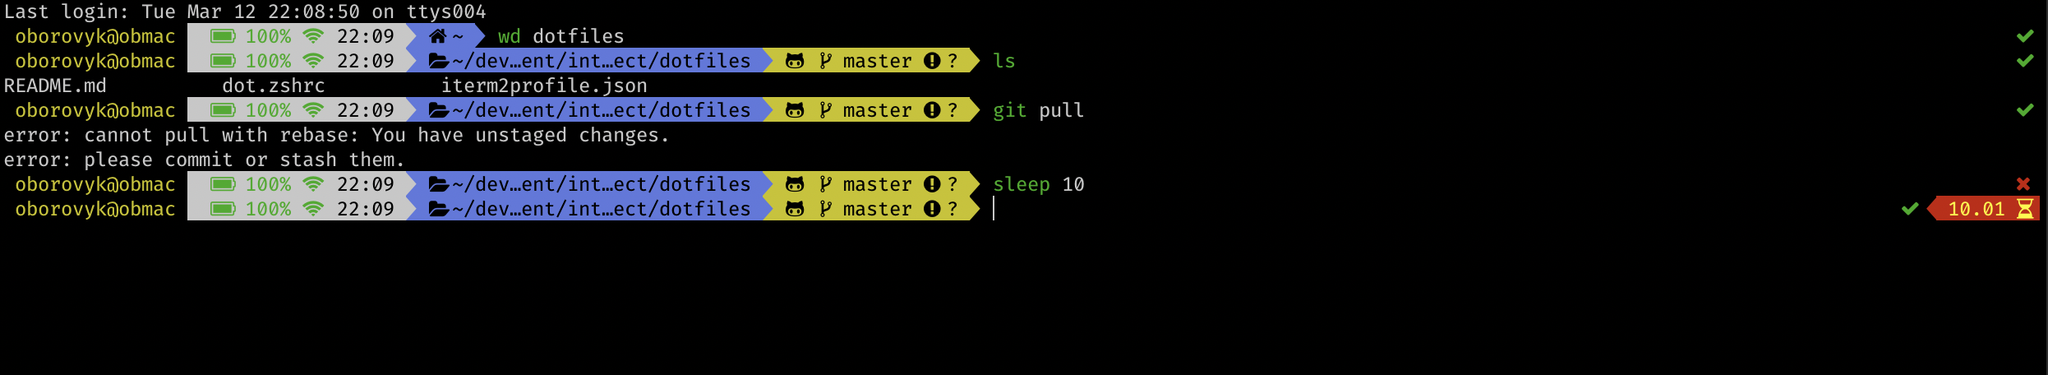 Last login: Tue Mar 12 22:08:50 on ttys004
oborovyk@obmac 100% 22:09 ~ wd dotfiles
oborovyk@obmac 100% 22:09 ~/dev…ent/int…ect/dotfiles master ? ls
README.md dot.zshrc iterm2profile.json
oborovyk@obmac 100% 22:09 ~/dev…ent/int…ect/dotfiles master ? git pull
error: cannot pull with rebase: You have unstaged changes.
error: please commit or stash them.
oborovyk@obmac 100% 22:09 ~/dev…ent/int…ect/dotfiles master ? sleep 10
oborovyk@obmac 100% 22:09 ~/dev…ent/int…ect/dotfiles master ? 10.01